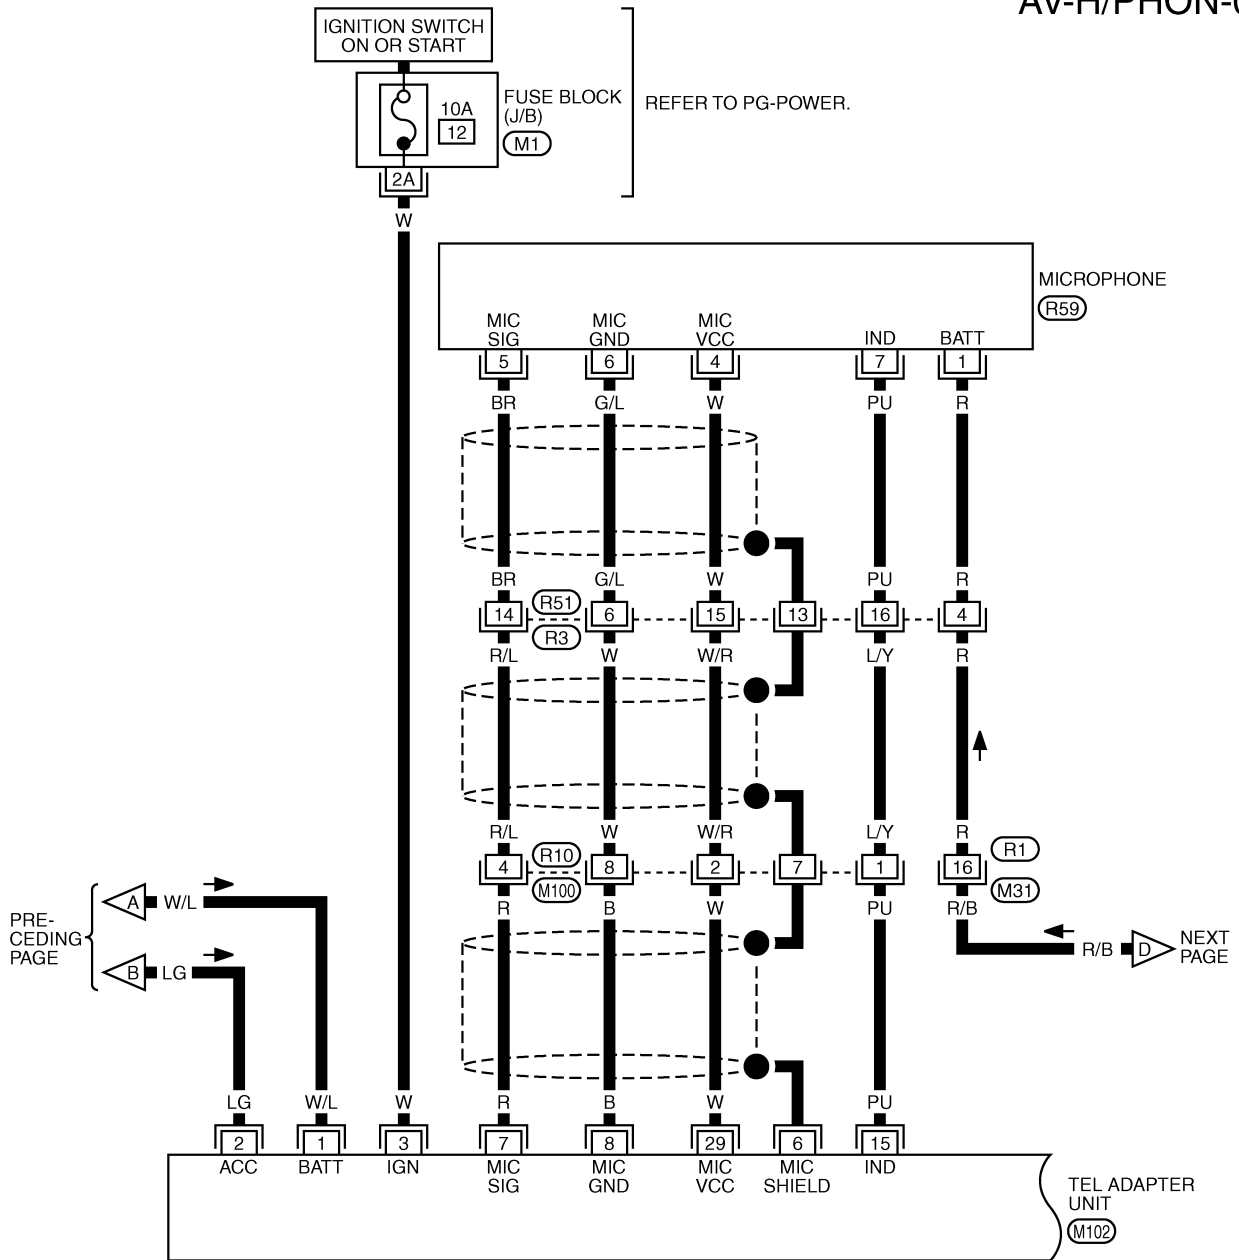 AV-H/PHON-
IGNITION SWITCH
ON OR START
FUSE BLOCK
(J/B)
M1
10A
12
REFER TO PG-POWER.
2A
W
MICROPHONE
R59
MIC SIG
MIC GND
MIC VCC
IND
BATT
5 6 4 7 1
BR G/L W PU R
BR G/L W PU R
14 R51 6 15 13 16 4
R3
R/L W W/R L/Y R
R/L W W/R L/Y R
R1
4 R10 8 2 7 1 16
M100 M31
R B W PU R/B
PRE-
CEDING
PAGE
A W/L
B LG
R/B D
NEXT
PAGE
LG W/L W R B W PU
2 1 3 7 8 29 6 15
ACC BATT IGN MIC SIG MIC GND MIC VCC MIC SHIELD IND
TEL ADAPTER
UNIT
M102